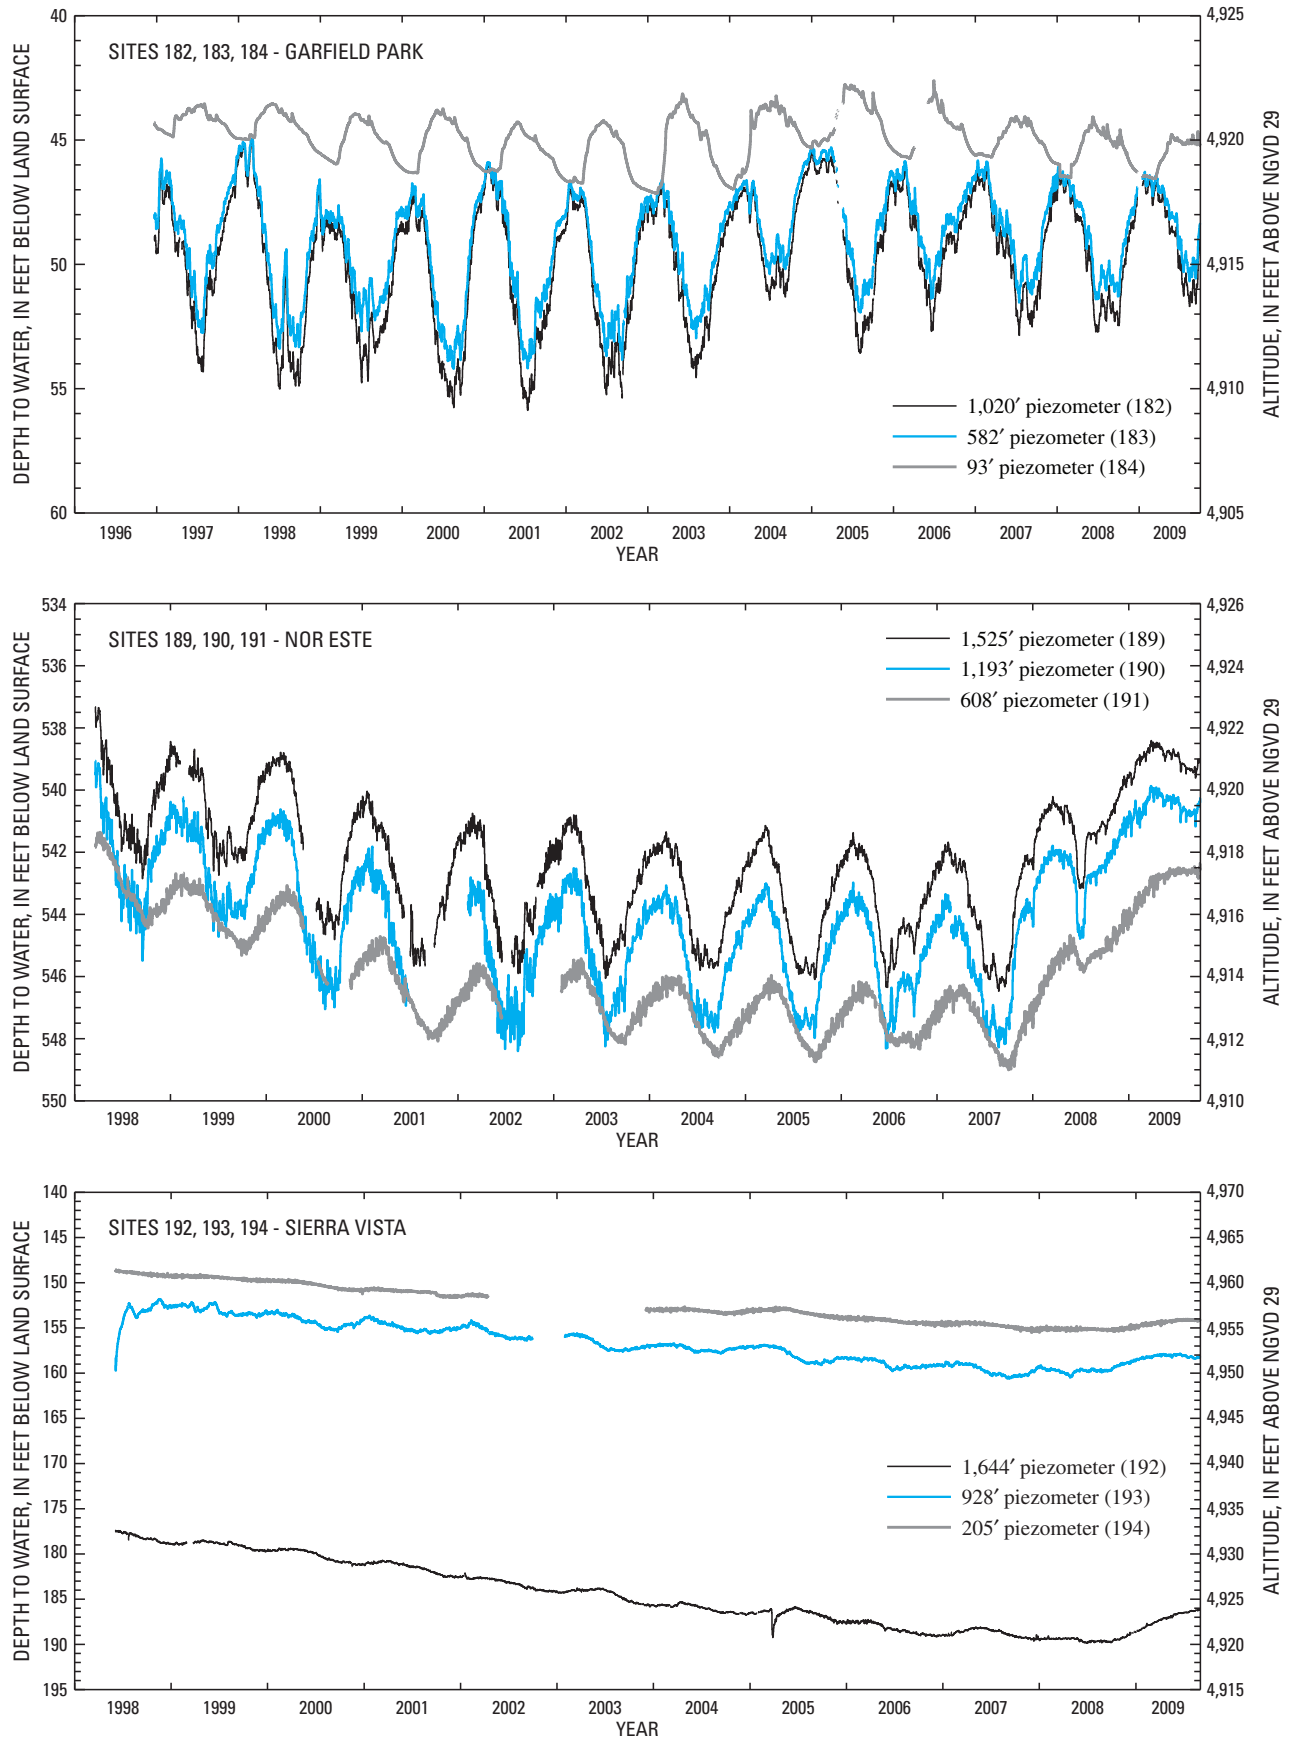 SITES 182, 183, 184 - GARFIELD PARK
DEPTH TO WATER, IN FEET BELOW LAND SURFACE
40
45
50
55
60
ALTITUDE, IN FEET ABOVE NGVD 29
4,925
4,920
4,915
4,910
4,905
1,020′ piezometer (182)
582′ piezometer (183)
93′ piezometer (184)
1996 1997 1998 1999 2000 2001 2002 2003 2004 2005 2006 2007 2008 2009
YEAR
SITES 189, 190, 191 - NOR ESTE
DEPTH TO WATER, IN FEET BELOW LAND SURFACE
534
536
538
540
542
544
546
548
550
ALTITUDE, IN FEET ABOVE NGVD 29
4,926
4,924
4,922
4,920
4,918
4,916
4,914
4,912
4,910
1,525′ piezometer (189)
1,193′ piezometer (190)
608′ piezometer (191)
1998 1999 2000 2001 2002 2003 2004 2005 2006 2007 2008 2009
YEAR
SITES 192, 193, 194 - SIERRA VISTA
DEPTH TO WATER, IN FEET BELOW LAND SURFACE
140
145
150
155
160
165
170
175
180
185
190
195
ALTITUDE, IN FEET ABOVE NGVD 29
4,970
4,965
4,960
4,955
4,950
4,945
4,940
4,935
4,930
4,925
4,920
4,915
1,644′ piezometer (192)
928′ piezometer (193)
205′ piezometer (194)
1998 1999 2000 2001 2002 2003 2004 2005 2006 2007 2008 2009
YEAR